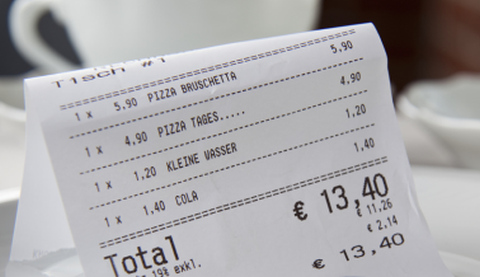 Tisch #1
1 x 5.90 PIZZA BRUSCHETTA 5.90
1 x 4,90 PIZZA TAGES..... 4,90
1 x 1,20 KLEINE WASSER 1,20
1 x 1,40 COLA 1,40
Total € 13,40
19% exkl. € 11,26
€ 2,14
€ 13,40